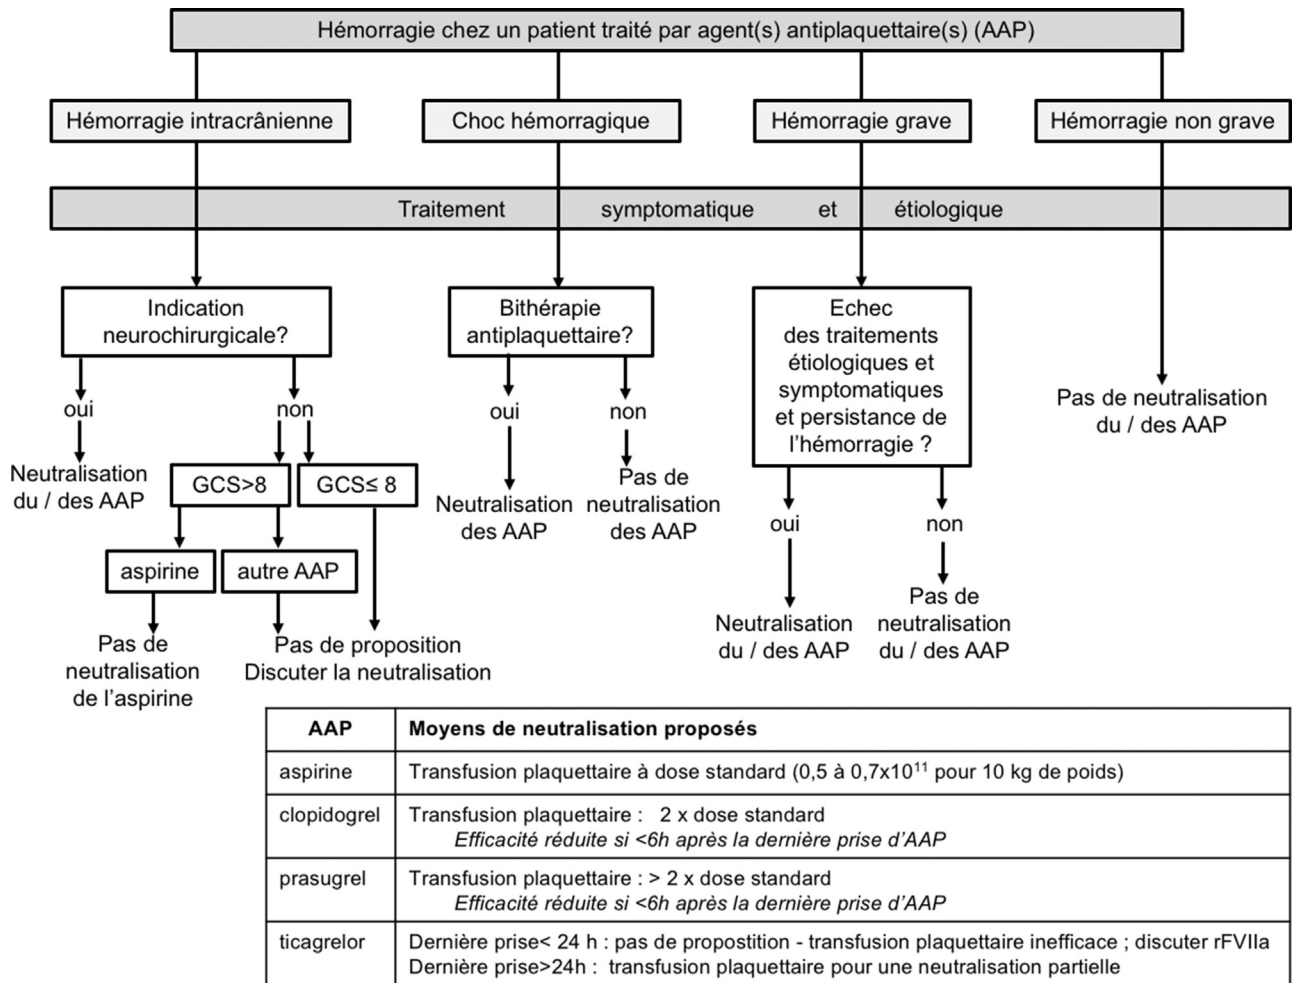 Hémorragie chez un patient traité par agent(s) antiplaquettaire(s) (AAP)
Hémorragie intracrânienne
Choc hémorragique
Hémorragie grave
Hémorragie non grave
Traitement symptomatique et étiologique
Indication
neurochirurgicale?
oui
non
Neutralisation
du / des AAP
GCS>8
GCS≤ 8
aspirine
autre AAP
Pas de
neutralisation
de l'aspirine
Pas de proposition
Discuter la neutralisation
Bithérapie
antiplaquettaire?
oui
non
Neutralisation
des AAP
Pas de
neutralisation
des AAP
Echec
des traitements
étiologiques et
symptomatiques
et persistance de
l'hémorragie ?
oui
non
Neutralisation
du / des AAP
Pas de
neutralisation
du / des AAP
Pas de neutralisation
du / des AAP
AAP Moyens de neutralisation proposés
aspirine Transfusion plaquettaire à dose standard (0,5 à 0,7x10¹¹ pour 10 kg de poids)
clopidogrel Transfusion plaquettaire : 2 x dose standard
Efficacité réduite si <6h après la dernière prise d'AAP
prasugrel Transfusion plaquettaire : > 2 x dose standard
Efficacité réduite si <6h après la dernière prise d'AAP
ticagrelor Dernière prise< 24 h : pas de propostition - transfusion plaquettaire inefficace ; discuter rFVIIa
Dernière prise>24h : transfusion plaquettaire pour une neutralisation partielle